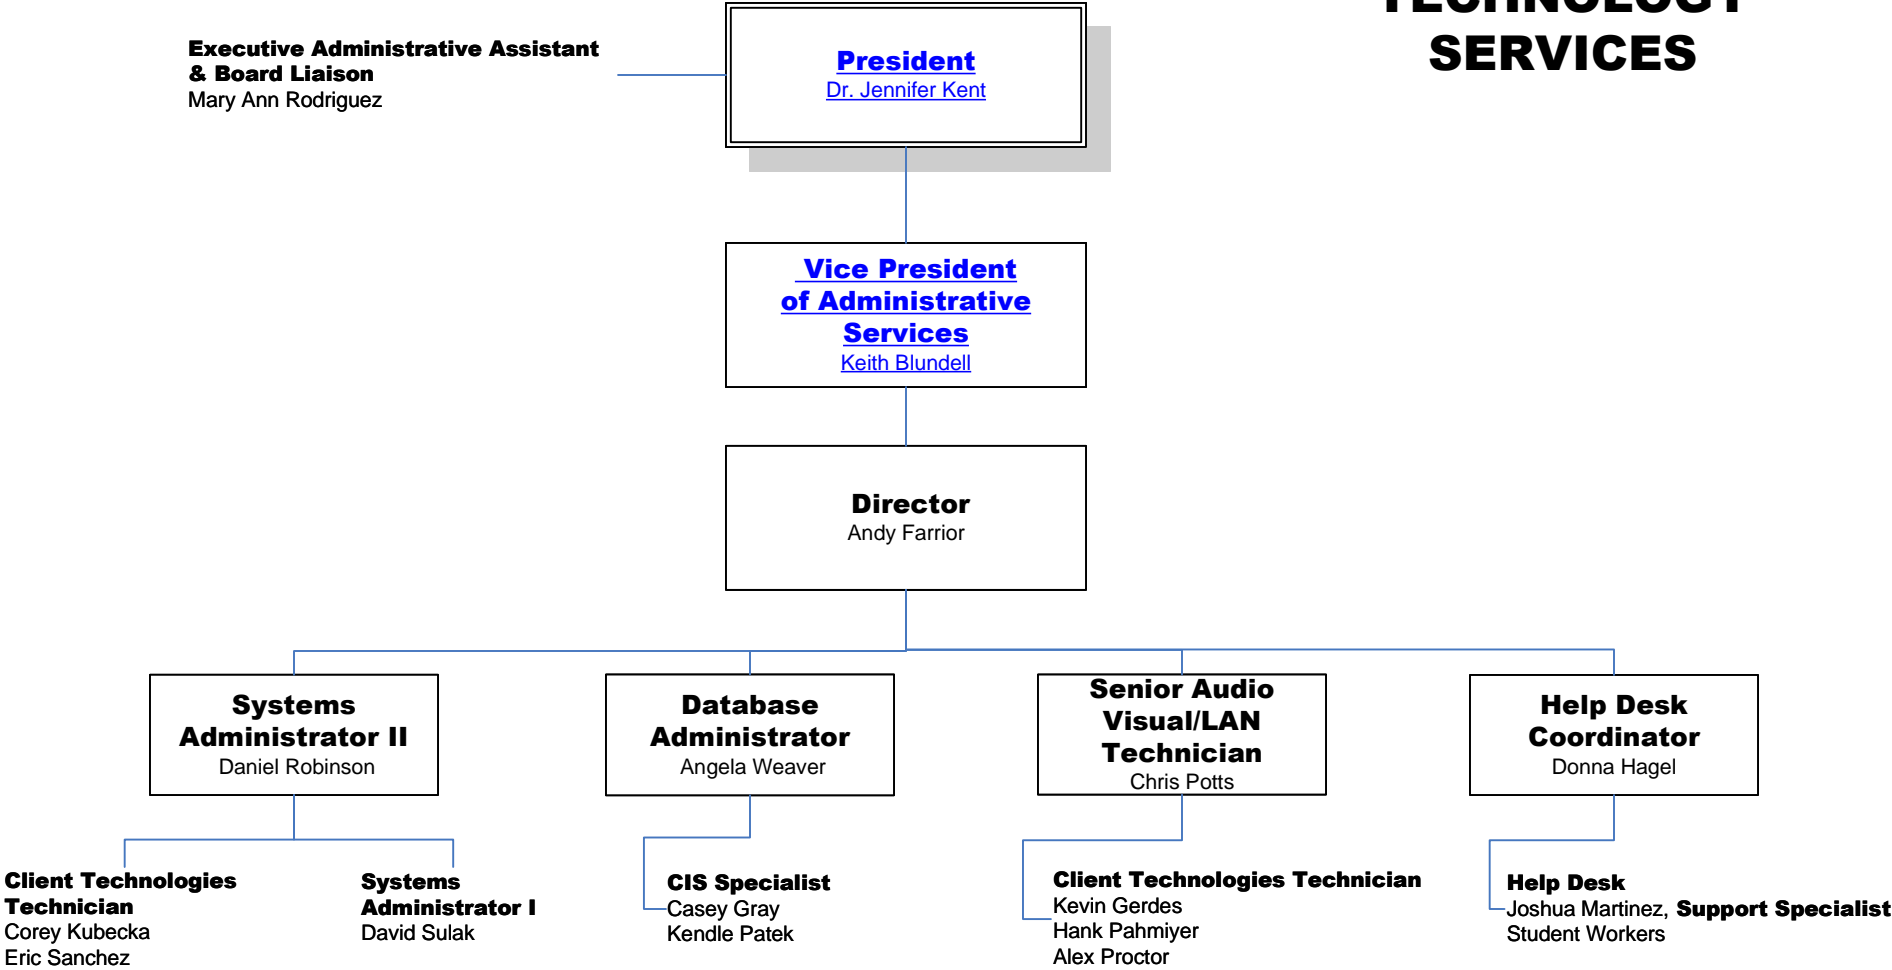 TECHNOLOGY
SERVICES
Executive Administrative Assistant
& Board Liaison
Mary Ann Rodriguez
President
Dr. Jennifer Kent
Vice President
of Administrative
Services
Keith Blundell
Director
Andy Farrior
Systems
Administrator II
Daniel Robinson
Database
Administrator
Angela Weaver
Senior Audio
Visual/LAN
Technician
Chris Potts
Help Desk
Coordinator
Donna Hagel
Client Technologies
Technician
Corey Kubecka
Eric Sanchez
Systems
Administrator I
David Sulak
CIS Specialist
Casey Gray
Kendle Patek
Client Technologies Technician
Kevin Gerdes
Hank Pahmiyer
Alex Proctor
Help Desk
Joshua Martinez, Support Specialist
Student Workers